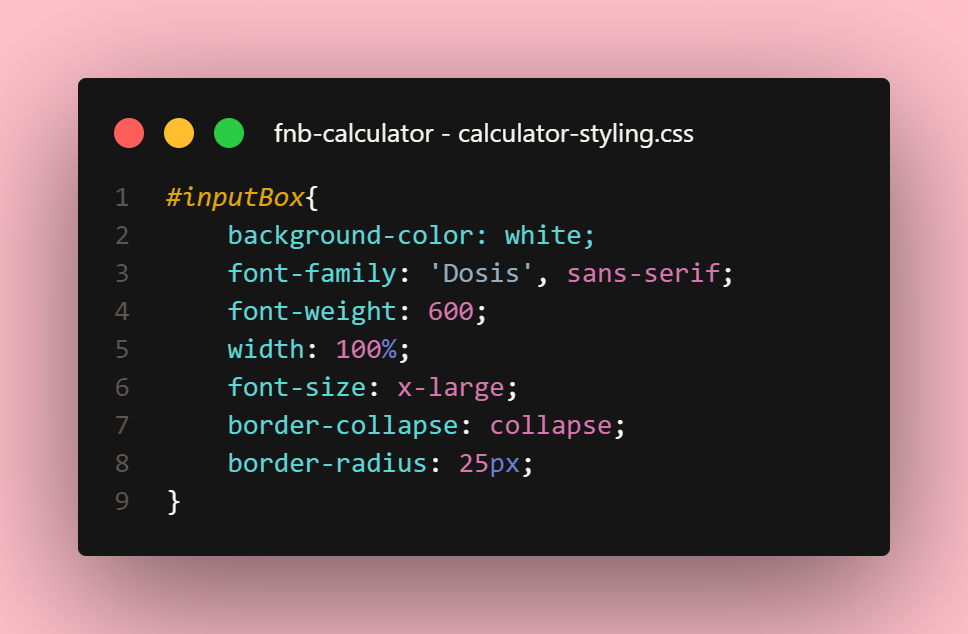 fnb-calculator - calculator-styling.css
1 #inputBox{
2     background-color: white;
3     font-family: 'Dosis', sans-serif;
4     font-weight: 600;
5     width: 100%;
6     font-size: x-large;
7     border-collapse: collapse;
8     border-radius: 25px;
9 }